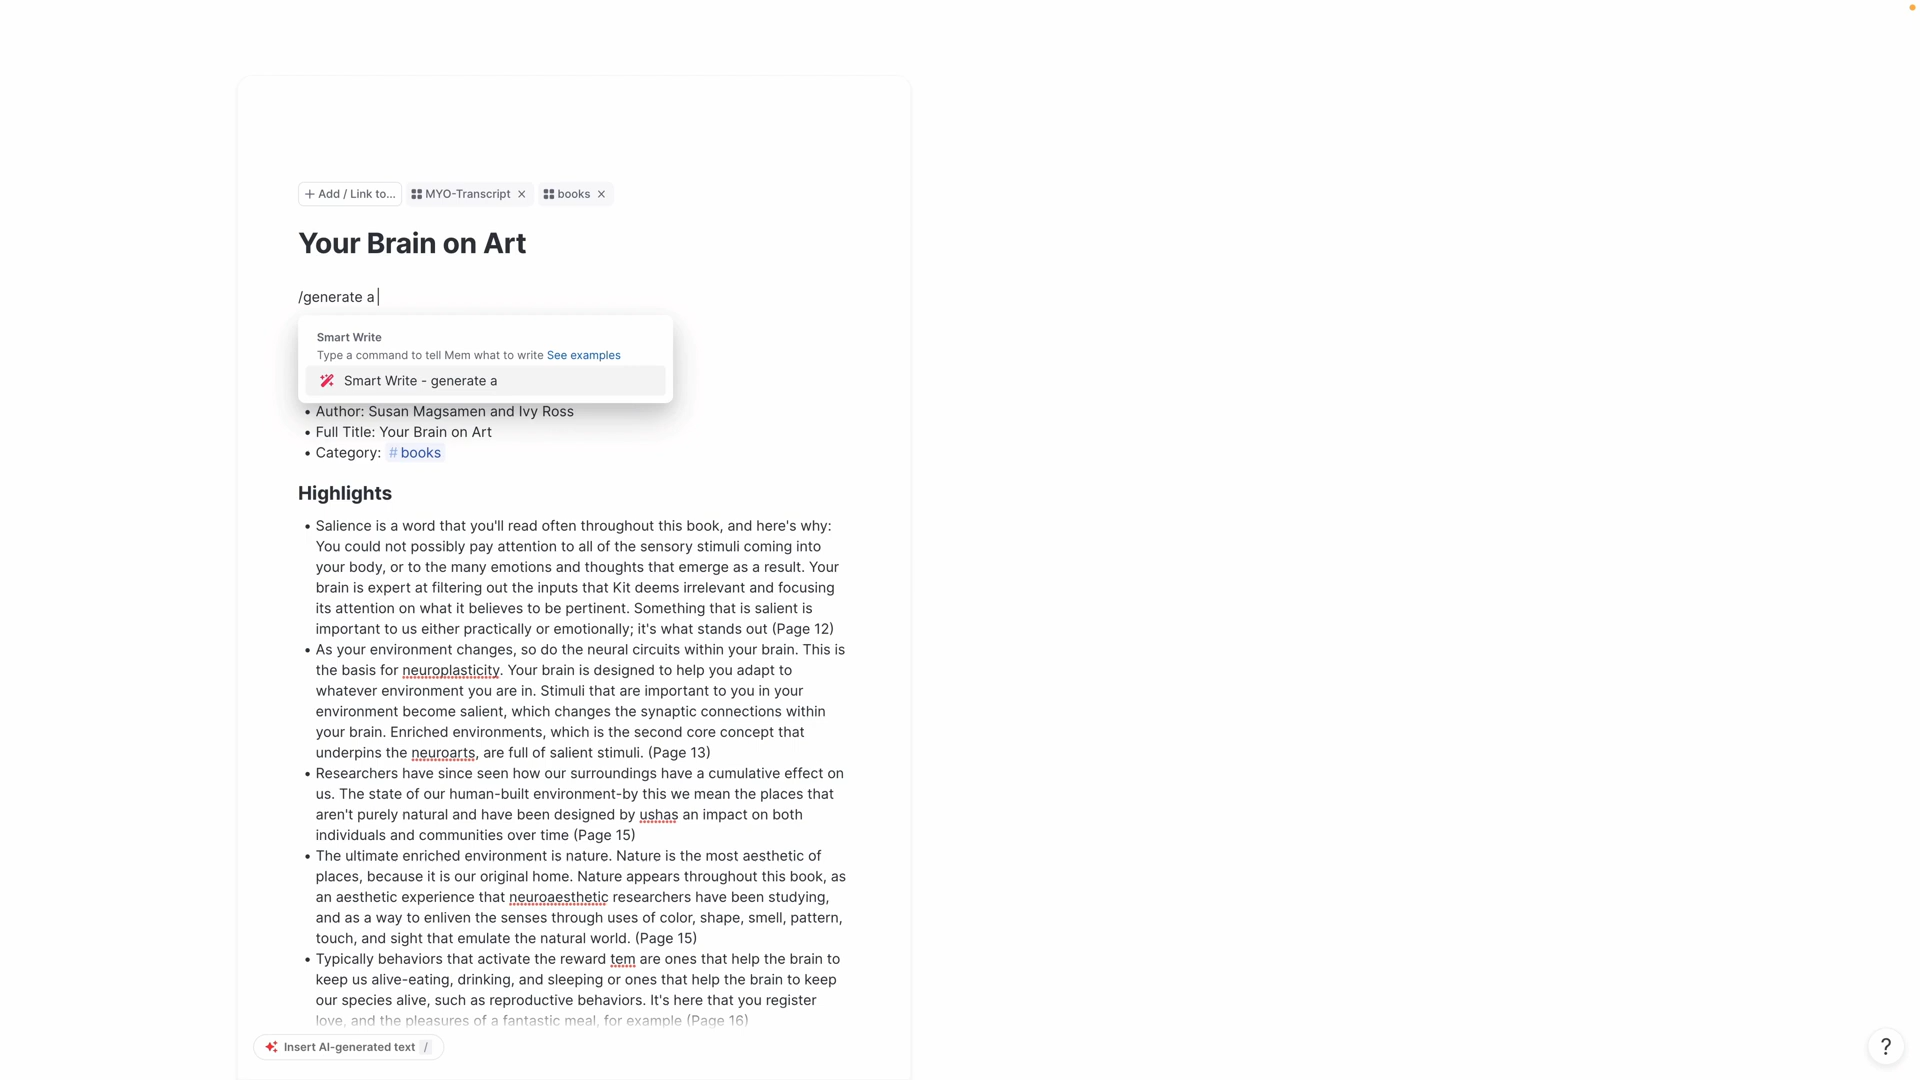 Add / Link to... MYO-Transcript books
Your Brain on Art
/generate a
Smart Write
Type a command to tell Mem what to write See examples
Smart Write - generate a
• Author: Susan Magsamen and Ivy Ross
• Full Title: Your Brain on Art
• Category: #books
Highlights
• Salience is a word that you'll read often throughout this book, and here's why:
You could not possibly pay attention to all of the sensory stimuli coming into
your body, or to the many emotions and thoughts that emerge as a result. Your
brain is expert at filtering out the inputs that Kit deems irrelevant and focusing
its attention on what it believes to be pertinent. Something that is salient is
important to us either practically or emotionally; it's what stands out (Page 12)
• As your environment changes, so do the neural circuits within your brain. This is
the basis for neuroplasticity. Your brain is designed to help you adapt to
whatever environment you are in. Stimuli that are important to you in your
environment become salient, which changes the synaptic connections within
your brain. Enriched environments, which is the second core concept that
underpins the neuroarts, are full of salient stimuli. (Page 13)
• Researchers have since seen how our surroundings have a cumulative effect on
us. The state of our human-built environment-by this we mean the places that
aren't purely natural and have been designed by ushas an impact on both
individuals and communities over time (Page 15)
• The ultimate enriched environment is nature. Nature is the most aesthetic of
places, because it is our original home. Nature appears throughout this book, as
an aesthetic experience that neuroaesthetic researchers have been studying,
and as a way to enliven the senses through uses of color, shape, smell, pattern,
touch, and sight that emulate the natural world. (Page 15)
• Typically behaviors that activate the reward tem are ones that help the brain to
keep us alive-eating, drinking, and sleeping or ones that help the brain to keep
our species alive, such as reproductive behaviors. It's here that you register
love, and the pleasures of a fantastic meal, for example (Page 16)
Insert AI-generated text /
?